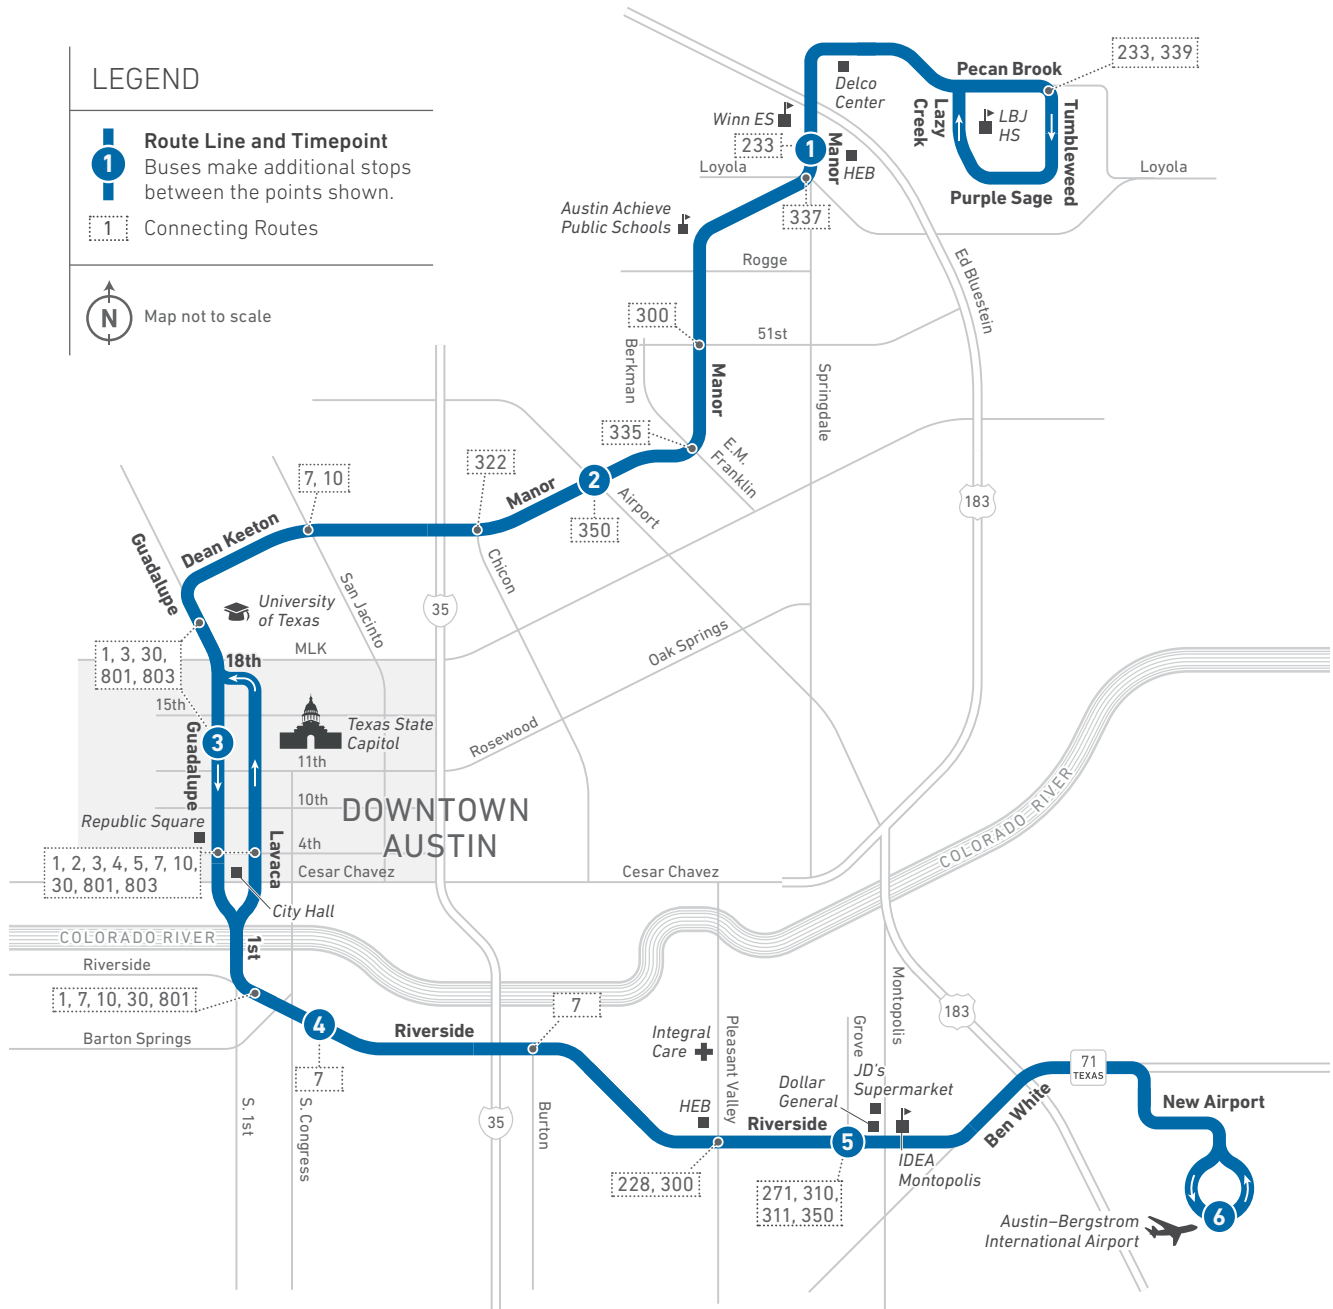 LEGEND
1
Route Line and Timepoint
Buses make additional stops
between the points shown.
1
Connecting Routes
N
Map not to scale
233, 339
Pecan Brook
Delco
Center
Lazy
Creek
LBJ
HS
Tumbleweed
Purple Sage
Winn ES
233
1
Manor
HEB
Loyola
Loyola
337
Austin Achieve
Public Schools
Rogge
Ed Bluestein
300
51st
Berkman
Manor
Springdale
335
E.M.
Franklin
322
7, 10
Manor
2
Airport
350
183
Dean Keeton
Guadalupe
San Jacinto
Chicon
35
University
of Texas
Oak Springs
MLK
18th
1, 3, 30,
801, 803
15th
Guadalupe
3
Texas State
Capitol
Rosewood
11th
10th
DOWNTOWN
AUSTIN
Republic Square
Lavaca
4th
1, 2, 3, 4, 5, 7, 10,
30, 801, 803
Cesar Chavez
Cesar Chavez
COLORADO RIVER
City Hall
COLORADO RIVER
1st
Riverside
1, 7, 10, 30, 801
7
Montopolis
183
Barton Springs
4
Riverside
Integral
Care
Pleasant Valley
Grove
JD's
Supermarket
71
TEXAS
7
Dollar
General
HEB
Riverside
Ben White
New Airport
S. 1st
S. Congress
35
Burton
5
IDEA
Montopolis
228, 300
271, 310,
311, 350
6
Austin–Bergstrom
International Airport